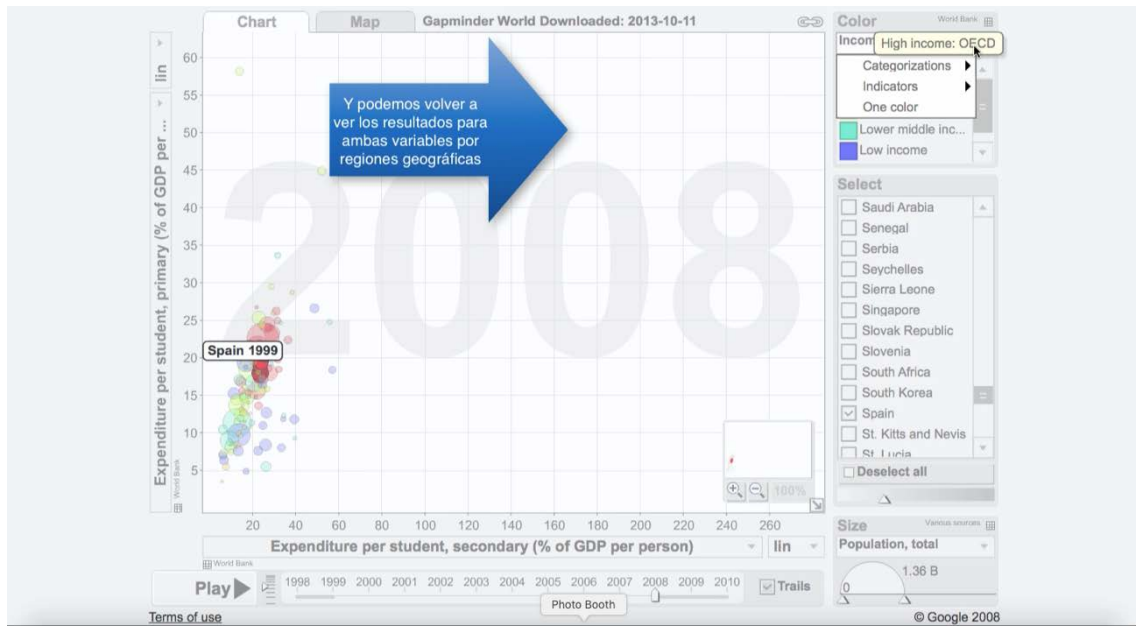 Chart
Map
Gapminder World Downloaded: 2013-10-11
Color
World Bank
Incom
High income: OECD
Categorizations
Indicators
One color
Lower middle inc...
Low income
Y podemos volver a
ver los resultados para
ambas variables por
regiones geográficas
lin
Expenditure per student, primary (% of GDP per ...
World Bank
60
55
50
45
40
35
30
25
20
15
10
5
2008
Spain 1999
100%
Select
Saudi Arabia
Senegal
Serbia
Seychelles
Sierra Leone
Singapore
Slovak Republic
Slovenia
South Africa
South Korea
Spain
St. Kitts and Nevis
St. Lucia
Deselect all
20 40 60 80 100 120 140 160 180 200 220 240 260
Expenditure per student, secondary (% of GDP per person)
lin
World Bank
Size
Various sources
Population, total
1.36 B
0
Play
1998 1999 2000 2001 2002 2003 2004 2005 2006 2007 2008 2009 2010
Trails
Photo Booth
Terms of use
© Google 2008